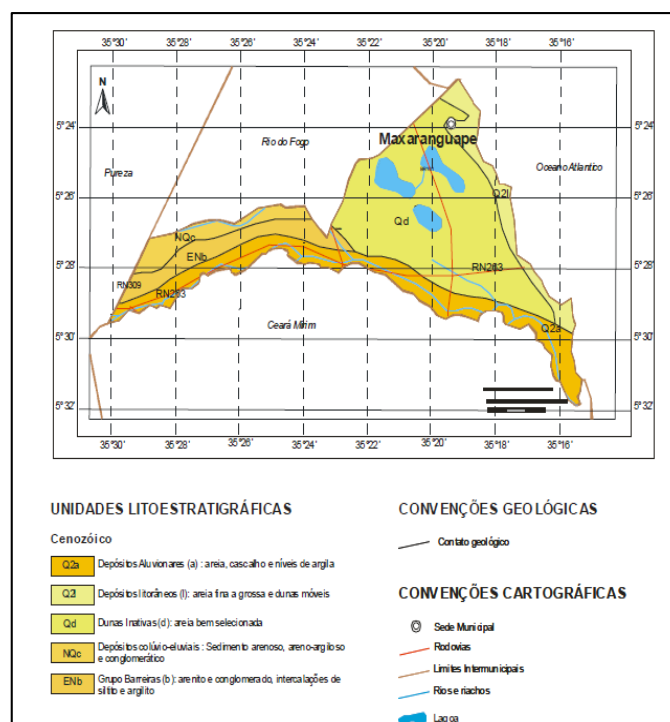 35° 30' 35° 28' 35° 26' 35° 24' 35° 22' 35° 20' 35° 18' 35° 16'
N
5° 24' 5° 24'
Rio do Fogo
Maxaranguape
Pureza
Oceano Atlantico
5° 26' 5° 26'
Q2l
Qd
NQc
ENb
5° 28' 5° 28'
RN263
RN309
RN263
Ceará Mirim
Q2a
5° 30' 5° 30'
5° 32' 5° 32'
35° 30' 35° 28' 35° 26' 35° 24' 35° 22' 35° 20' 35° 18' 35° 16'
UNIDADES LITOESTRATIGRÁFICAS
Cenozóico
Q2a Depósitos Aluvionares (a) : areia, cascalho e níveis de argila
Q2l Depósitos litorâneos (l): areia fina a grossa e dunas móveis
Qd Dunas Inativas (d): areia bem selecionada
NQc Depósitos colúvio-eluviais : Sedimento arenoso, areno-argiloso
e conglomerático
ENb Grupo Barreiras (b): arenito e conglomerado, intercalações de
siltito e argilito
CONVENÇÕES GEOLÓGICAS
Contato geológico
CONVENÇÕES CARTOGRÁFICAS
Sede Municipal
Rodovias
Limites Intermunicipais
Rios e riachos
Lagoa